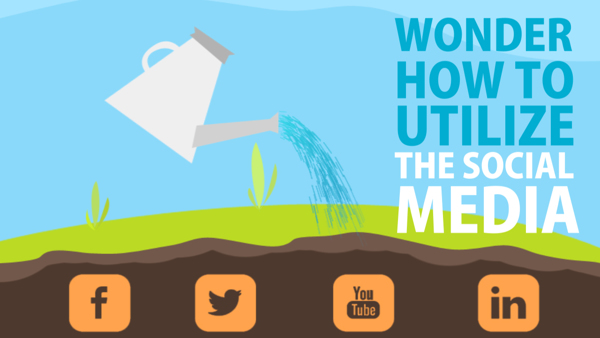 WONDER
HOW TO
UTILIZE
THE SOCIAL
MEDIA
f
You
Tube
in